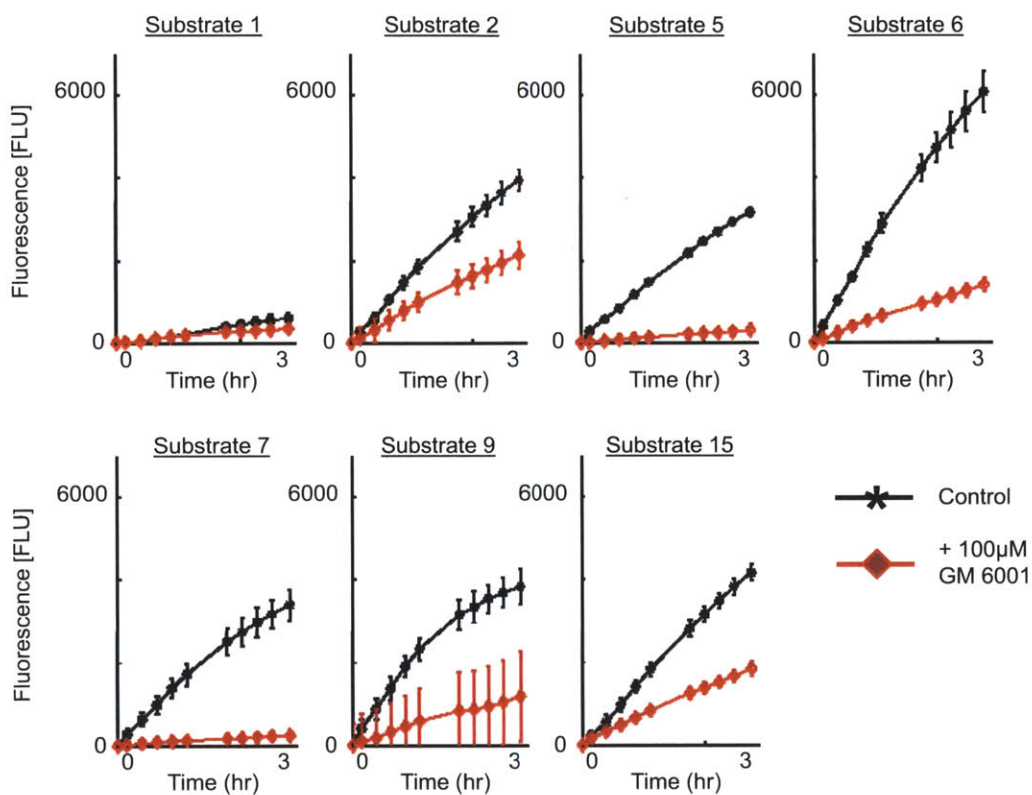 Substrate 1
Substrate 2
Substrate 5
Substrate 6
Fluorescence [FLU]
6000
0
0
3
Time (hr)
6000
0
0
3
Time (hr)
6000
0
0
3
Time (hr)
6000
0
0
3
Time (hr)
Substrate 7
Substrate 9
Substrate 15
Fluorescence [FLU]
6000
0
0
3
Time (hr)
6000
0
0
3
Time (hr)
6000
0
0
3
Time (hr)
Control
+ 100µM
GM 6001